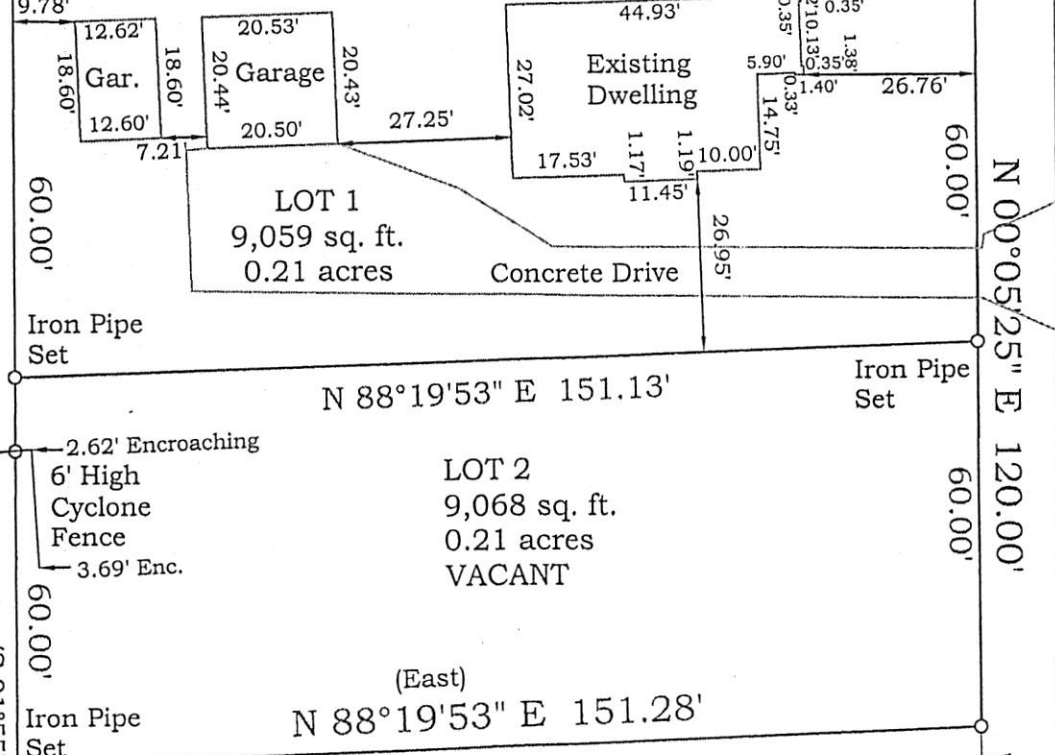 9.78'
12.62'
18.60'
Gar.
18.60'
12.60'
7.21'
20.53'
20.44'
Garage
20.43'
20.50'
27.25'
44.93'
27.02'
Existing
Dwelling
17.53'
1.17'
11.45'
1.19'
10.00'
14.75'
5.90'
0.33'
1.40'
0.35'
10.13'
0.35'
0.35'
1.38'
26.76'
60.00'
60.00'
LOT 1
9,059 sq. ft.
0.21 acres
Concrete Drive
26.95'
N 00°05'25" E 120.00'
Iron Pipe
Set
Iron Pipe
Set
N 88°19'53" E 151.13'
2.62' Encroaching
6' High
Cyclone
Fence
3.69' Enc.
LOT 2
9,068 sq. ft.
0.21 acres
VACANT
60.00'
60.00'
(East)
N 88°19'53" E 151.28'
Iron Pipe
Set